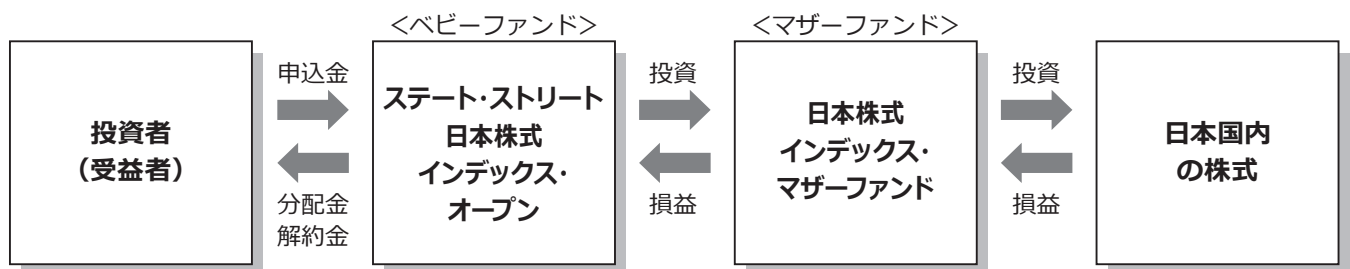 <ベビーファンド>
<マザーファンド>
投資者
(受益者)
申込金
分配金
解約金
ステート・ストリート
日本株式
インデックス・
オープン
投資
損益
日本株式
インデックス・
マザーファンド
投資
損益
日本国内
の株式